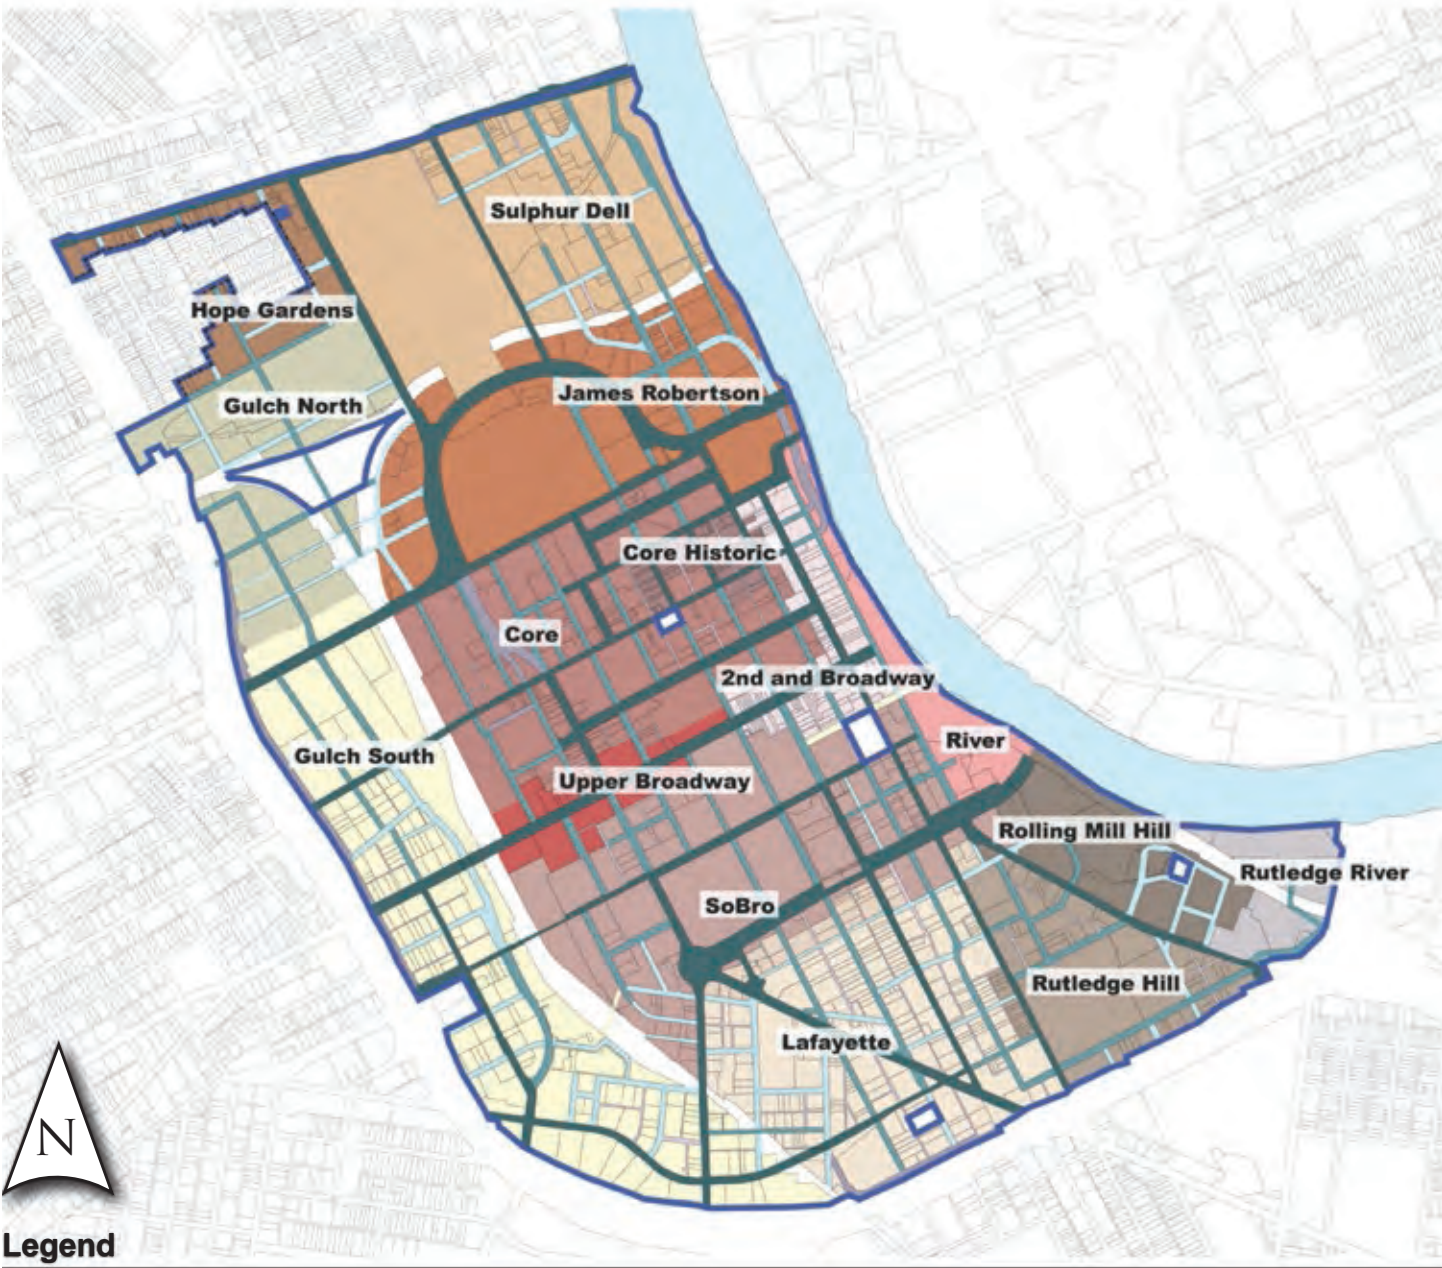 Sulphur Dell
Hope Gardens
James Robertson
Gulch North
Core Historic
Core
2nd and Broadway
River
Gulch South
Upper Broadway
Rolling Mill Hill
Rutledge River
SoBro
Rutledge Hill
Lafayette
N
Legend